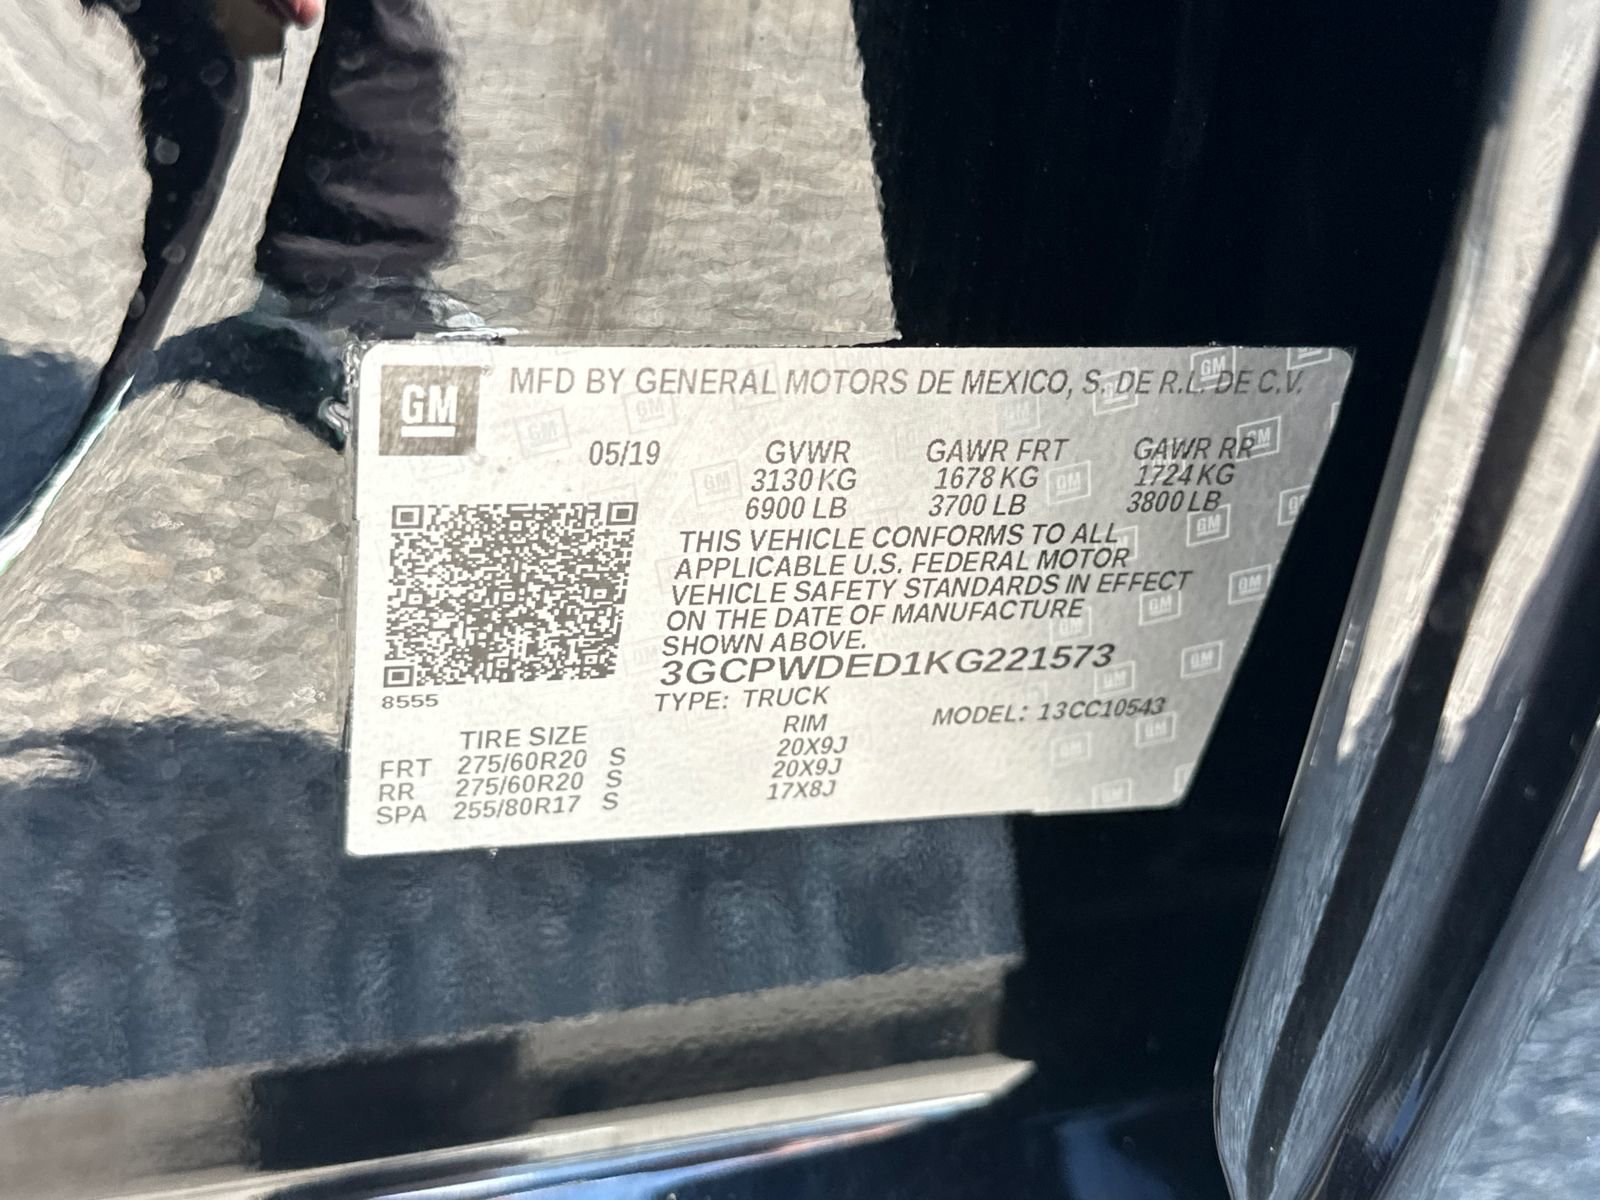 GM MFD BY GENERAL MOTORS DE MEXICO, S. DE R.L. DE C.V.
05/19 GVWR GAWR FRT GAWR RR
3130 KG 1678 KG 1724 KG
6900 LB 3700 LB 3800 LB
THIS VEHICLE CONFORMS TO ALL
APPLICABLE U.S. FEDERAL MOTOR
VEHICLE SAFETY STANDARDS IN EFFECT
ON THE DATE OF MANUFACTURE
SHOWN ABOVE.
3GCPWDED1KG221573
8555
TYPE: TRUCK MODEL: 13CC10543
TIRE SIZE RIM
FRT 275/60R20 S 20X9J
RR 275/60R20 S 20X9J
SPA 255/80R17 S 17X8J